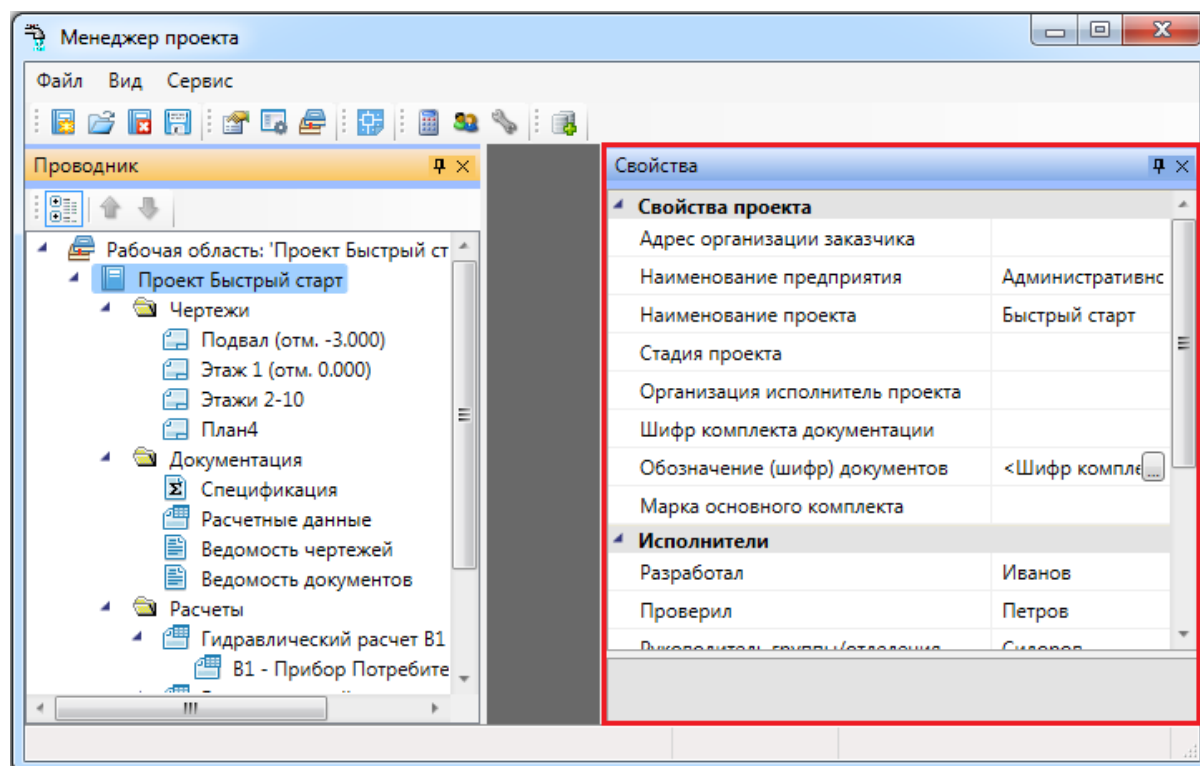 Менеджер проекта
Файл Вид Сервис
Проводник
Рабочая область: 'Проект Быстрый ст
Проект Быстрый старт
Чертежи
Подвал (отм. -3.000)
Этаж 1 (отм. 0.000)
Этажи 2-10
План4
Документация
Спецификация
Расчетные данные
Ведомость чертежей
Ведомость документов
Расчеты
Гидравлический расчет В1
В1 - Прибор Потребите
Свойства
Свойства проекта
Адрес организации заказчика
Наименование предприятия Административнс
Наименование проекта Быстрый старт
Стадия проекта
Организация исполнитель проекта
Шифр комплекта документации
Обозначение (шифр) документов <Шифр компле ...
Марка основного комплекта
Исполнители
Разработал Иванов
Проверил Петров
Руководитель группы/отделения Сидоров